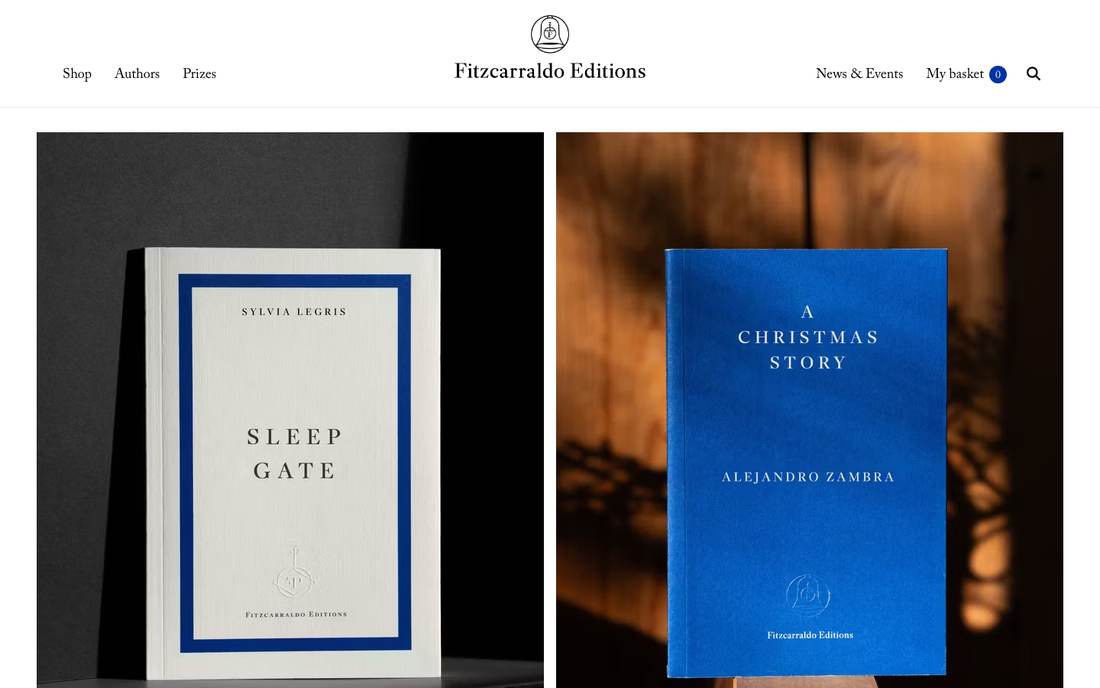 Fitzcarraldo Editions
Shop
Authors
Prizes
News & Events
My basket 0
SYLVIA LEGRIS
SLEEP
GATE
FITZCARRALDO EDITIONS
A
CHRISTMAS
STORY
ALEJANDRO ZAMBRA
Fitzcarraldo Editions